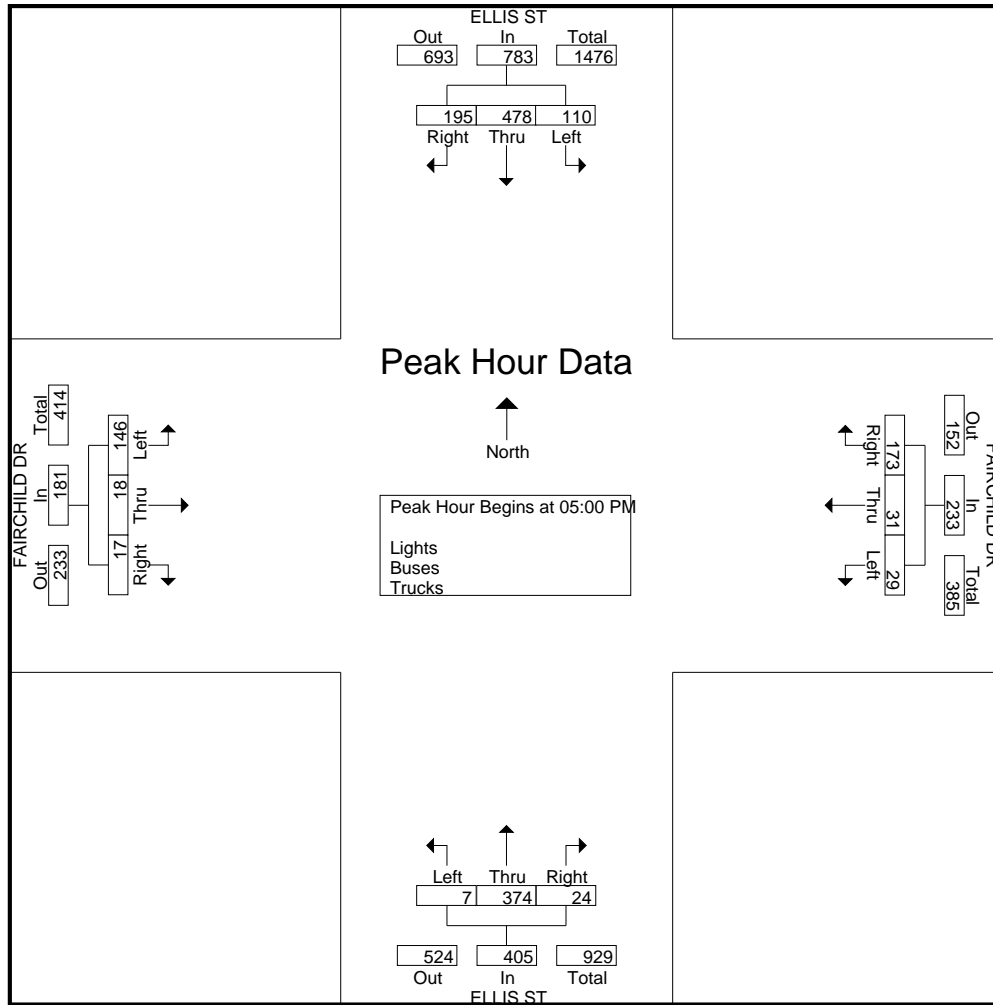 ELLIS ST
Out In Total
693 783 1476
195 478 110
Right Thru Left
Peak Hour Data
North
Peak Hour Begins at 05:00 PM
Lights
Buses
Trucks
FAIRCHILD DR
Out In Total
233 181 414
17 18 146
Right Thru Left
FAIRCHILD DR
Out In Total
152 233 385
173 31 29
Right Thru Left
Left Thru Right
7 374 24
524 405 929
Out In Total
ELLIS ST